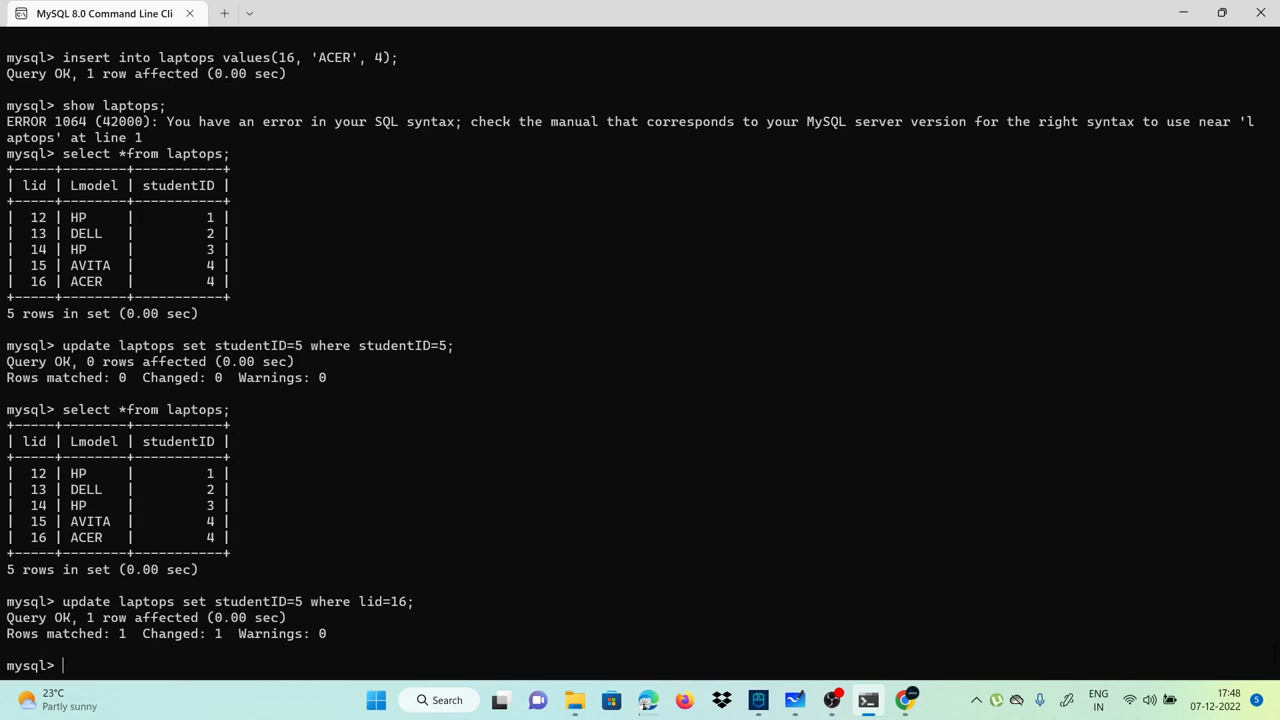 MySQL 8.0 Command Line Cli
mysql> insert into laptops values(16, 'ACER', 4);
Query OK, 1 row affected (0.00 sec)
mysql> show laptops;
ERROR 1064 (42000): You have an error in your SQL syntax; check the manual that corresponds to your MySQL server version for the right syntax to use near 'l
aptops' at line 1
mysql> select *from laptops;
+-----+--------+-----------+
| lid | Lmodel | studentID |
+-----+--------+-----------+
|  12 | HP     |         1 |
|  13 | DELL   |         2 |
|  14 | HP     |         3 |
|  15 | AVITA  |         4 |
|  16 | ACER   |         4 |
+-----+--------+-----------+
5 rows in set (0.00 sec)
mysql> update laptops set studentID=5 where studentID=5;
Query OK, 0 rows affected (0.00 sec)
Rows matched: 0  Changed: 0  Warnings: 0
mysql> select *from laptops;
+-----+--------+-----------+
| lid | Lmodel | studentID |
+-----+--------+-----------+
|  12 | HP     |         1 |
|  13 | DELL   |         2 |
|  14 | HP     |         3 |
|  15 | AVITA  |         4 |
|  16 | ACER   |         4 |
+-----+--------+-----------+
5 rows in set (0.00 sec)
mysql> update laptops set studentID=5 where lid=16;
Query OK, 1 row affected (0.00 sec)
Rows matched: 1  Changed: 1  Warnings: 0
mysql>
23°C
Partly sunny
Search
ENG
IN
17:48
07-12-2022
5